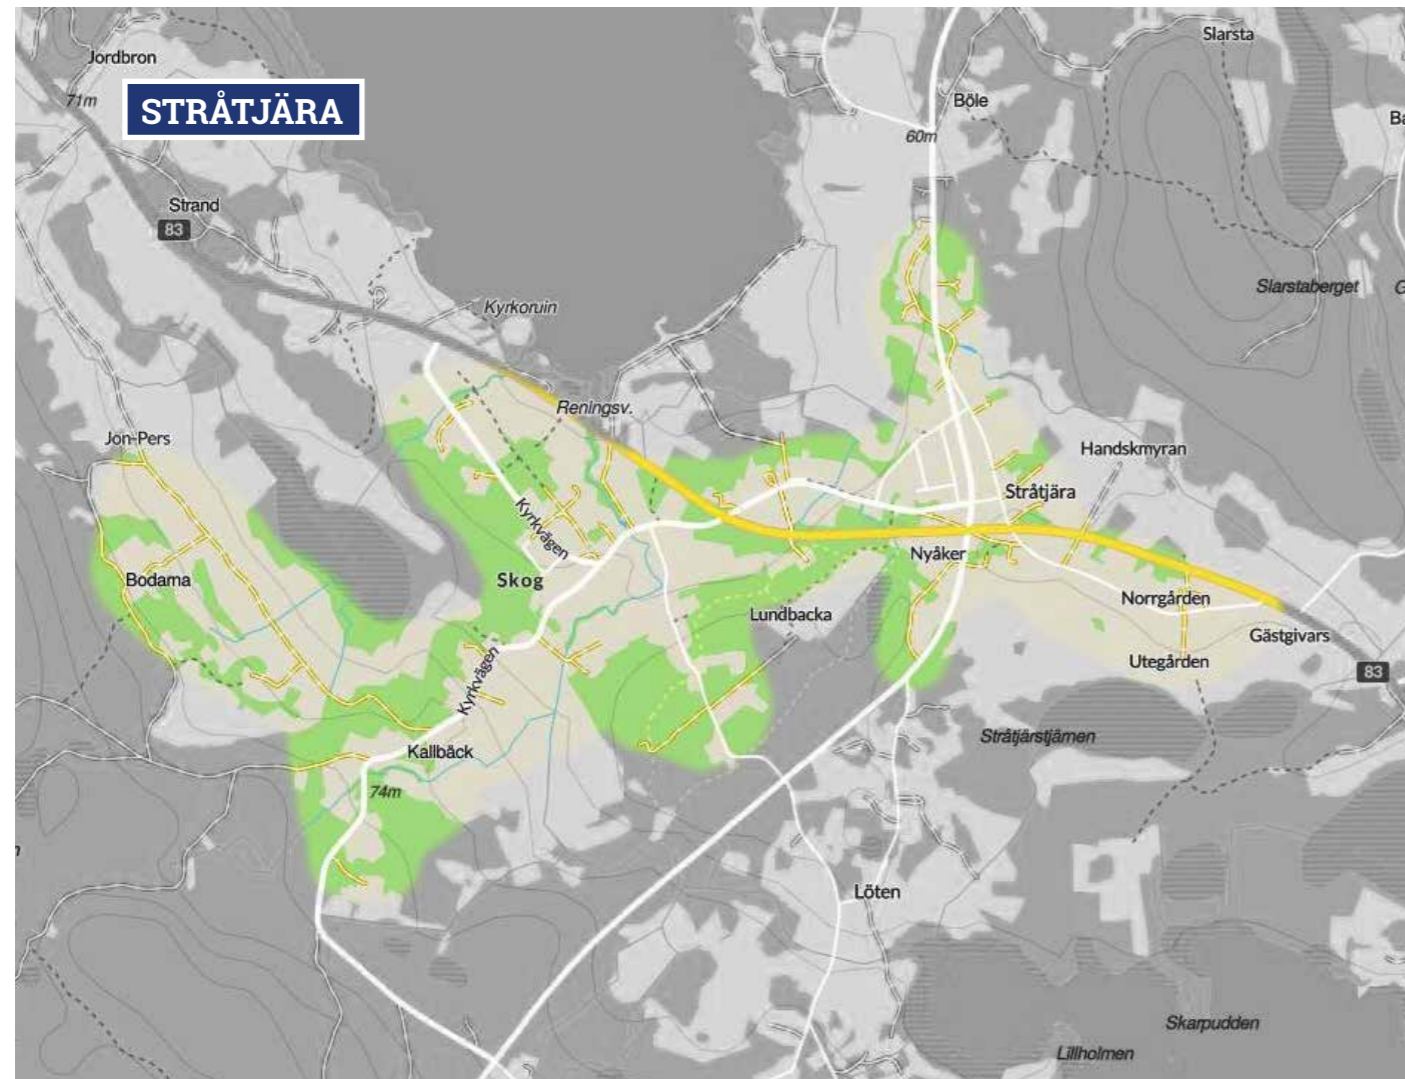 Jordbron
71m
STRÅTJÄRA
Slarsta
Böle
60m
Strand
83
Slarstaberget
Kyrkoruin
Reningsv.
Jon-Pers
Handskmyran
Stråtjära
Kyrkvägen
Nyåker
Skog
Bodarna
Norrgården
Lundbacka
Gästgivars
Utegården
83
Kyrkvägen
Stråtjärstjärnen
Kallbäck
74m
Löten
Skarpudden
Lillholmen